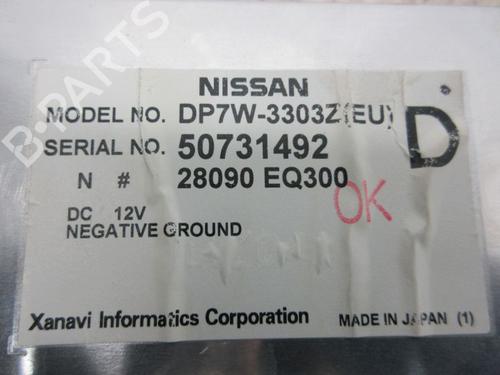 NISSAN
MODEL NO. DP7W-3303Z(EU)
D
SERIAL NO. 50731492
N # 28090 EQ300
OK
DC 12V
NEGATIVE GROUND
Xanavi Informatics Corporation MADE IN JAPAN (1)
B-PARTS